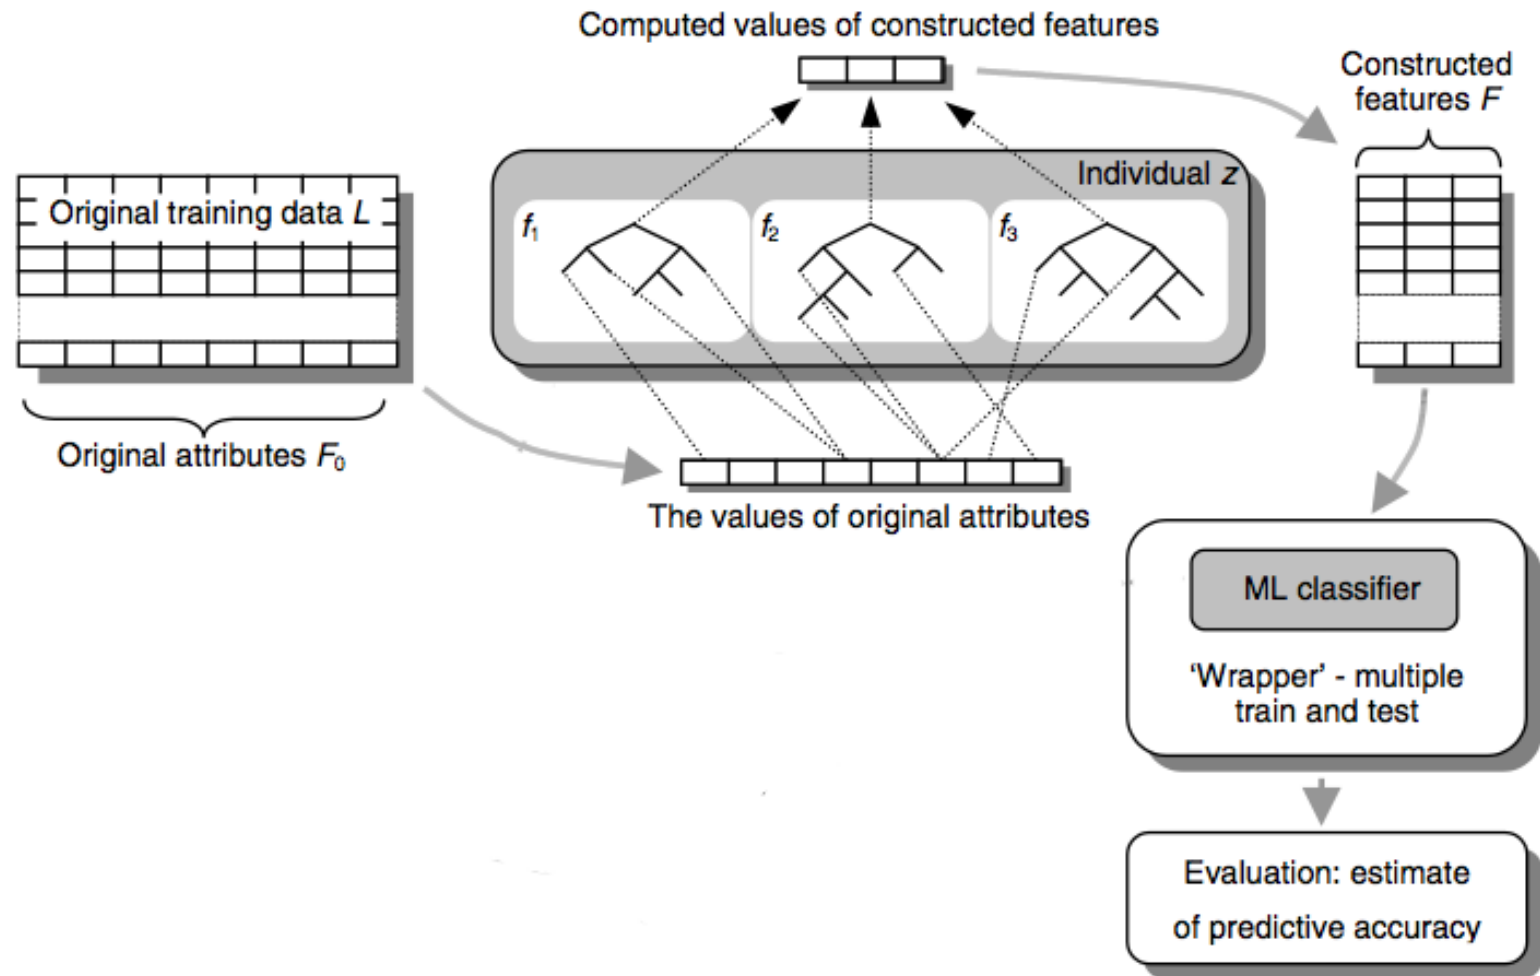 Computed values of constructed features
Constructed
features F
Individual z
Original training data L
f1
f2
f3
Original attributes F0
The values of original attributes
ML classifier
‘Wrapper’ - multiple
train and test
Evaluation: estimate
of predictive accuracy